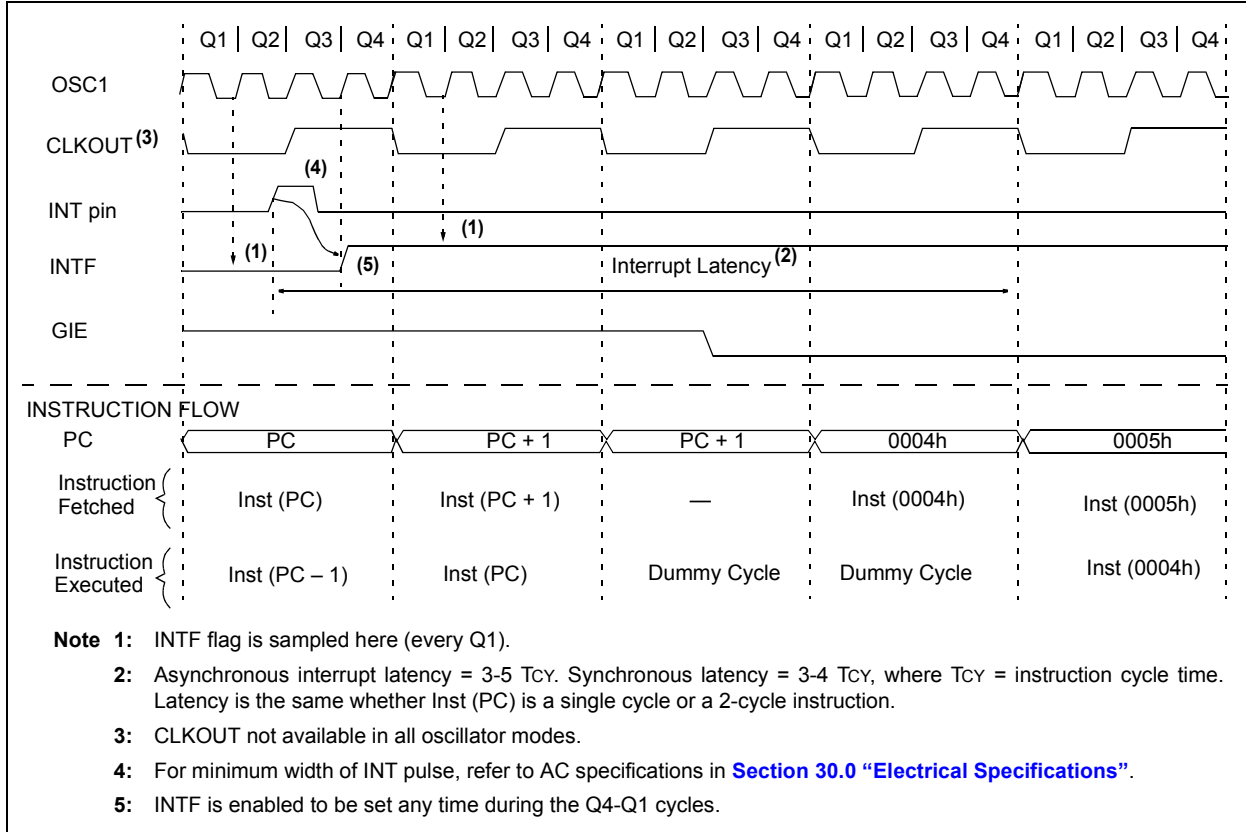 Q1 Q2 Q3 Q4 Q1 Q2 Q3 Q4 Q1 Q2 Q3 Q4 Q1 Q2 Q3 Q4 Q1 Q2 Q3 Q4
OSC1
CLKOUT (3)
(4)
INT pin
(1)
(1)
INTF
(5)
Interrupt Latency (2)
GIE
INSTRUCTION FLOW
PC PC PC + 1 PC + 1 0004h 0005h
Instruction
Fetched
Inst (PC) Inst (PC + 1) — Inst (0004h) Inst (0005h)
Instruction
Executed
Inst (PC – 1) Inst (PC) Dummy Cycle Dummy Cycle Inst (0004h)
Note 1: INTF flag is sampled here (every Q1).
2: Asynchronous interrupt latency = 3-5 TCY. Synchronous latency = 3-4 TCY, where TCY = instruction cycle time.
Latency is the same whether Inst (PC) is a single cycle or a 2-cycle instruction.
3: CLKOUT not available in all oscillator modes.
4: For minimum width of INT pulse, refer to AC specifications in Section 30.0 “Electrical Specifications”.
5: INTF is enabled to be set any time during the Q4-Q1 cycles.